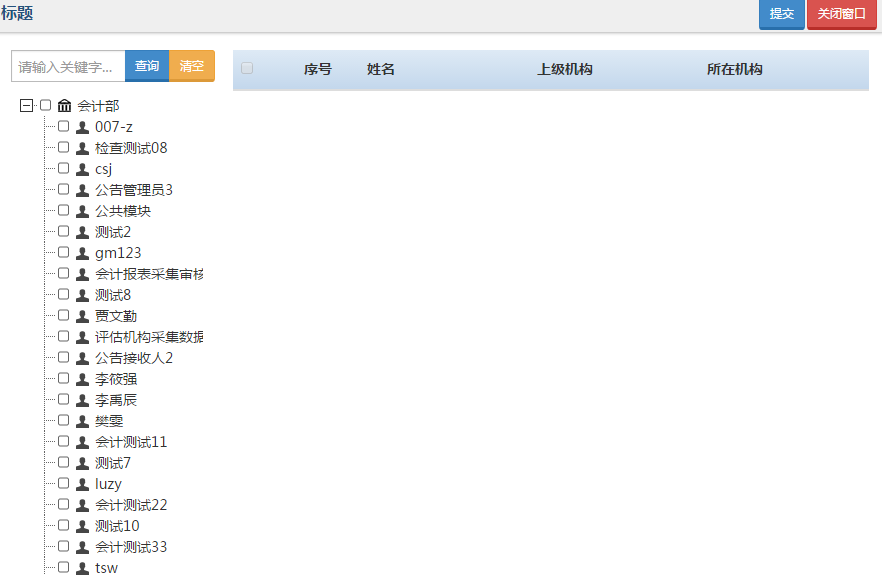 标题
提交 关闭窗口
请输入关键字... 查询 清空
序号 姓名 上级机构 所在机构
会计部
007-z
检查测试08
csj
公告管理员3
公共模块
测试2
gm123
会计报表采集审核
测试8
贾文勤
评估机构采集数据
公告接收人2
李筱强
李禹辰
樊雯
会计测试11
测试7
luzy
会计测试22
测试10
会计测试33
tsw